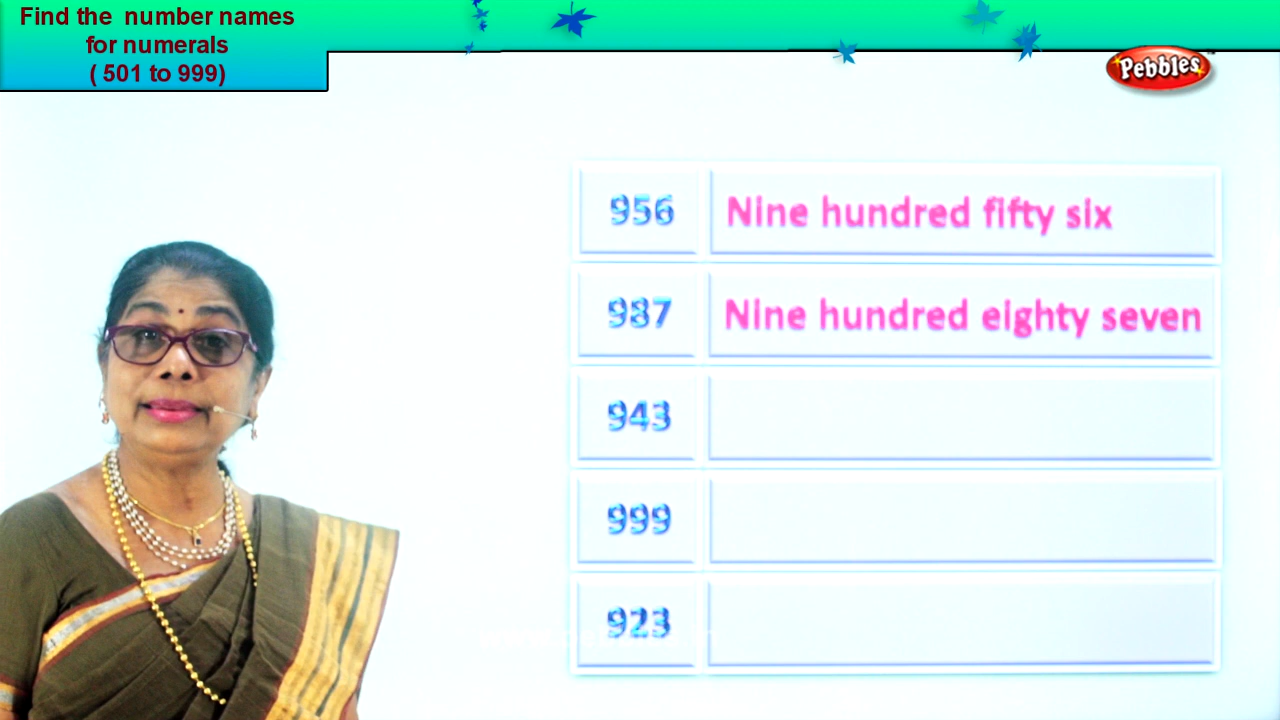 Find the number names
for numerals
( 501 to 999)
Pebbles
956 Nine hundred fifty six
987 Nine hundred eighty seven
943
999
923